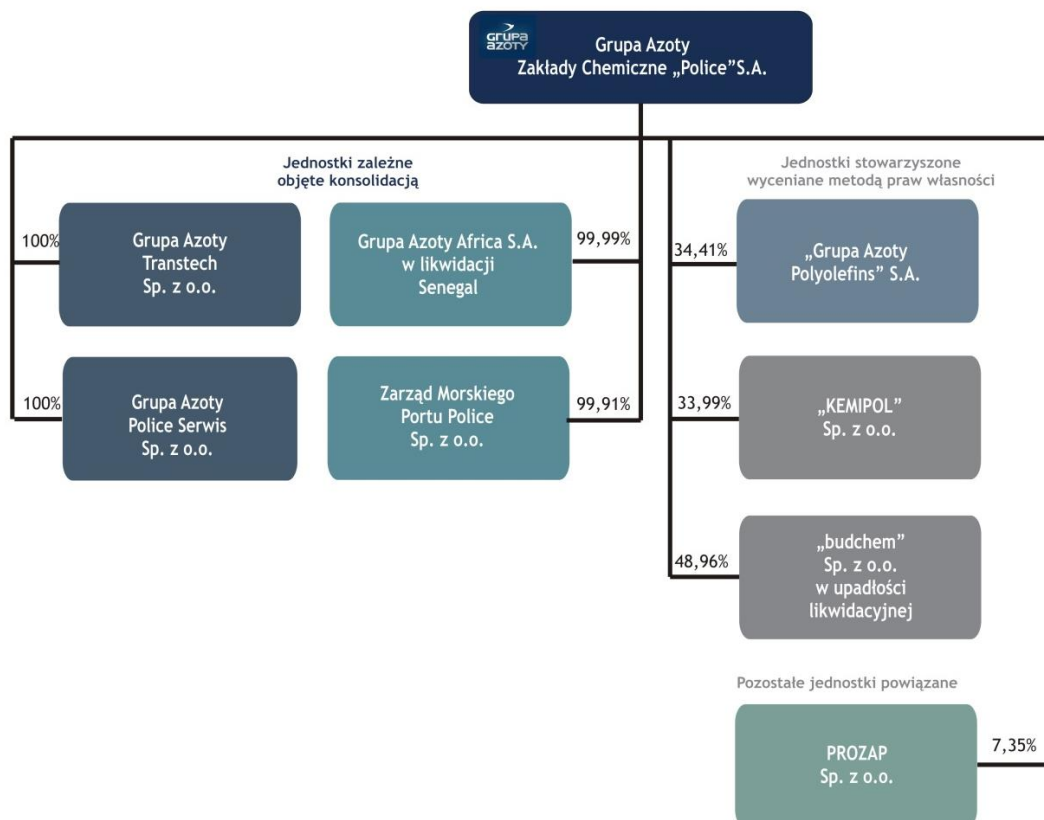 GRUPA
AZOTY
Grupa Azoty
Zakłady Chemiczne „Police”S.A.
Jednostki zależne
objęte konsolidacją
Jednostki stowarzyszone
wyceniane metodą praw własności
100%
Grupa Azoty
Transtech
Sp. z o.o.
Grupa Azoty Africa S.A.
w likwidacji
Senegal
99,99%
34,41%
„Grupa Azoty
Polyolefins” S.A.
100%
Grupa Azoty
Police Serwis
Sp. z o.o.
Zarząd Morskiego
Portu Police
Sp. z o.o.
99,91%
33,99%
„KEMIPOL”
Sp. z o.o.
48,96%
„budchem”
Sp. z o.o.
w upadłości
likwidacyjnej
Pozostałe jednostki powiązane
PROZAP
Sp. z o.o.
7,35%